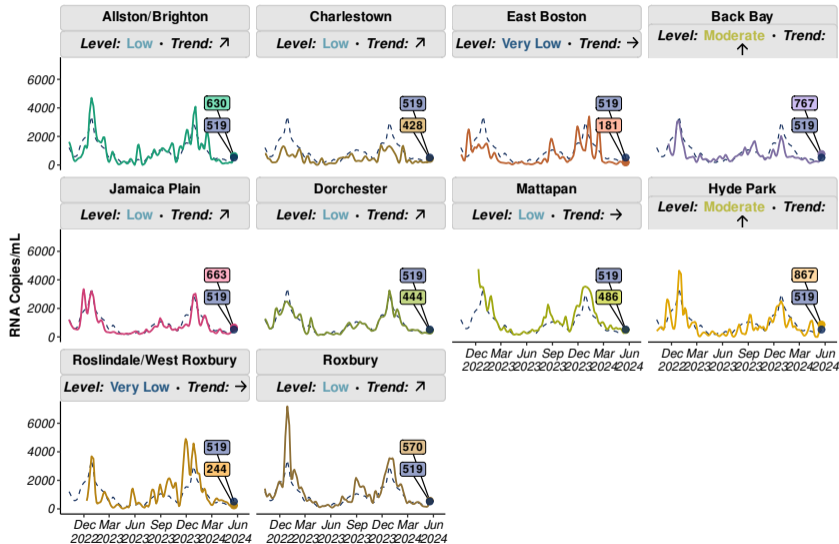 Allston/Brighton
Level: Low · Trend: ↗
Charlestown
Level: Low · Trend: ↗
East Boston
Level: Very Low · Trend: →
Back Bay
Level: Moderate · Trend:
↑
6000
4000
2000
0
630
519
519
428
519
181
767
519
Jamaica Plain
Level: Low · Trend: ↗
Dorchester
Level: Low · Trend: ↗
Mattapan
Level: Low · Trend: →
Hyde Park
Level: Moderate · Trend:
↑
RNA Copies/mL
6000
4000
2000
0
663
519
519
444
519
486
867
519
Dec Mar Jun Sep Dec Mar Jun
2022 2023 2023 2023 2023 2024 2024
Dec Mar Jun Sep Dec Mar Jun
2022 2023 2023 2023 2023 2024 2024
Roslindale/West Roxbury
Level: Very Low · Trend: →
Roxbury
Level: Low · Trend: ↗
6000
4000
2000
0
519
244
570
519
Dec Mar Jun Sep Dec Mar Jun
2022 2023 2023 2023 2023 2024 2024
Dec Mar Jun Sep Dec Mar Jun
2022 2023 2023 2023 2023 2024 2024